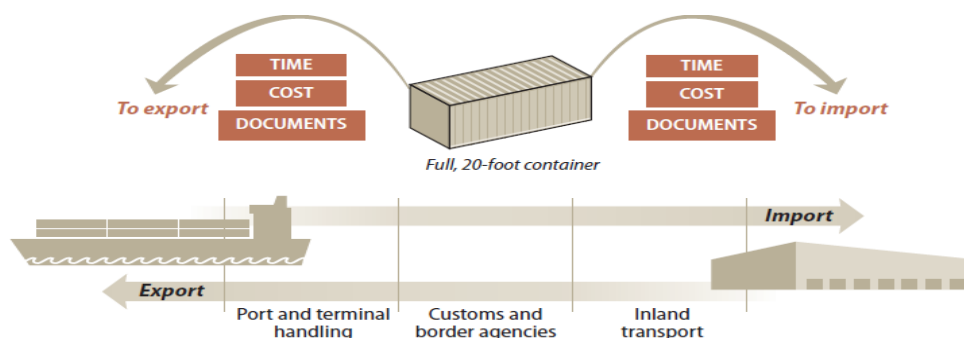 TIME
COST
DOCUMENTS
To export
TIME
COST
DOCUMENTS
To import
Full, 20-foot container
Import
Export
Port and terminal
handling
Customs and
border agencies
Inland
transport